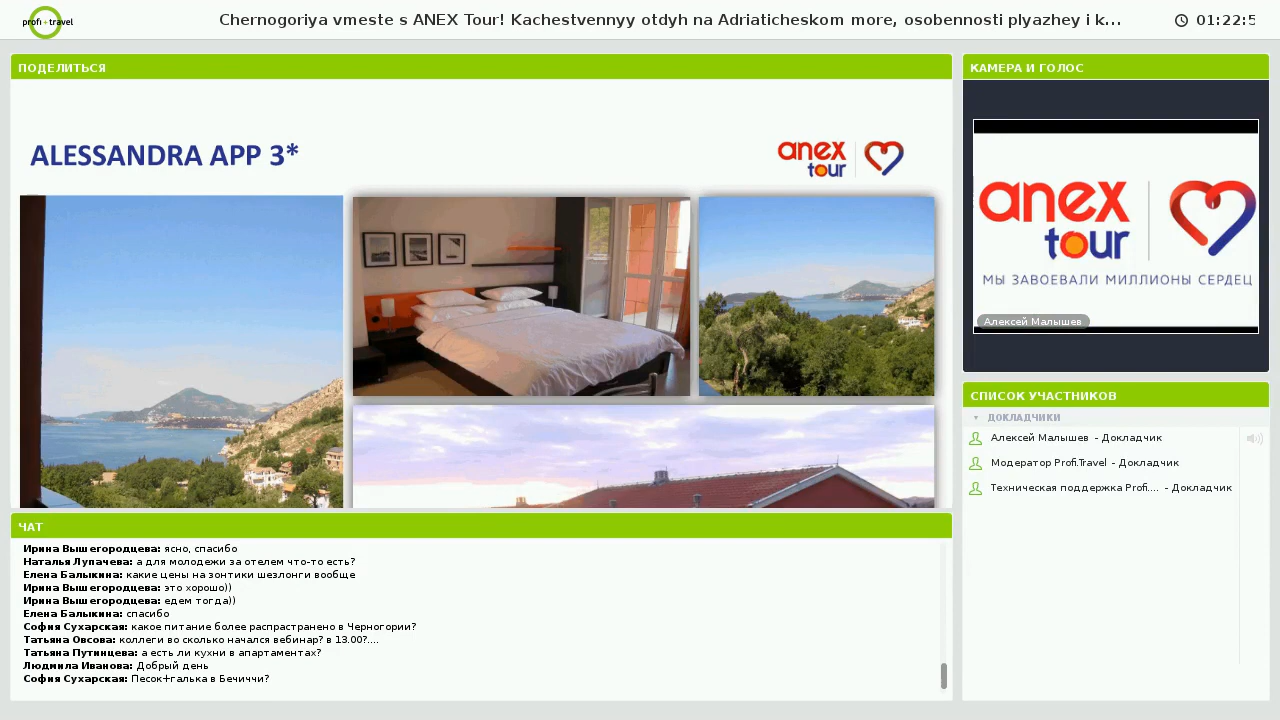 profi+travel
Chernogoriya vmeste s ANEX Tour! Kachestvennyy otdyh na Adriaticheskom more, osobennosti plyazhey i k...
01:22:5
ПОДЕЛИТЬСЯ
ALESSANDRA APP 3*
anex
tour
КАМЕРА И ГОЛОС
anex
tour
МЫ ЗАВОЕВАЛИ МИЛЛИОНЫ СЕРДЕЦ
Алексей Малышев
СПИСОК УЧАСТНИКОВ
ДОКЛАДЧИКИ
Алексей Малышев - Докладчик
Модератор Profi.Travel - Докладчик
Техническая поддержка Profi.... - Докладчик
ЧАТ
Ирина Вышегородцева: ясно, спасибо
Наталья Лупачева: а для молодежи за отелем что-то есть?
Елена Балыкина: какие цены на зонтики шезлонги вообще
Ирина Вышегородцева: это хорошо))
Ирина Вышегородцева: едем тогда))
Елена Балыкина: спасибо
София Сухарская: какое питание более распрастранено в Черногории?
Татьяна Овсова: коллеги во сколько начался вебинар? в 13.00?....
Татьяна Путинцева: а есть ли кухни в апартаментах?
Людмила Иванова: Добрый день
София Сухарская: Песок+галька в Бечиччи?